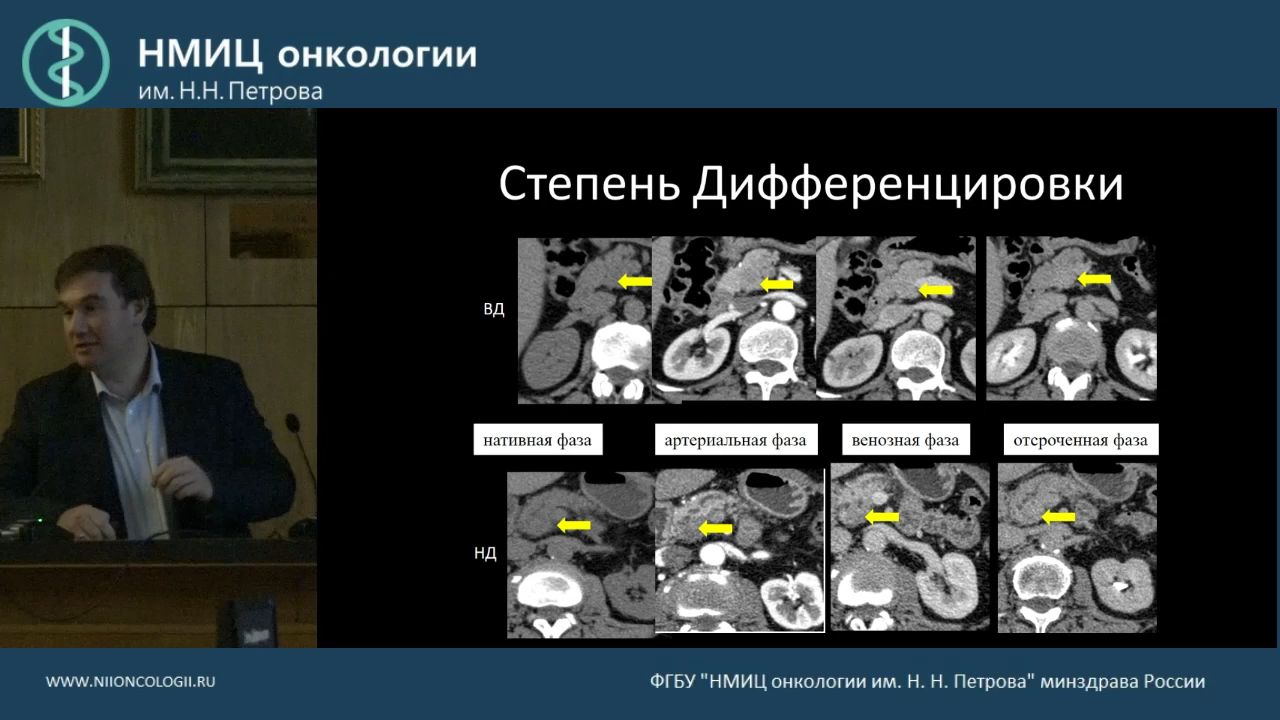 НМИЦ онкологии
им. Н.Н. Петрова
Степень Дифференцировки
ВД
нативная фаза
артериальная фаза
венозная фаза
отсроченная фаза
НД
WWW.NIIONCOLOGII.RU
ФГБУ "НМИЦ онкологии им. Н. Н. Петрова" минздрава России